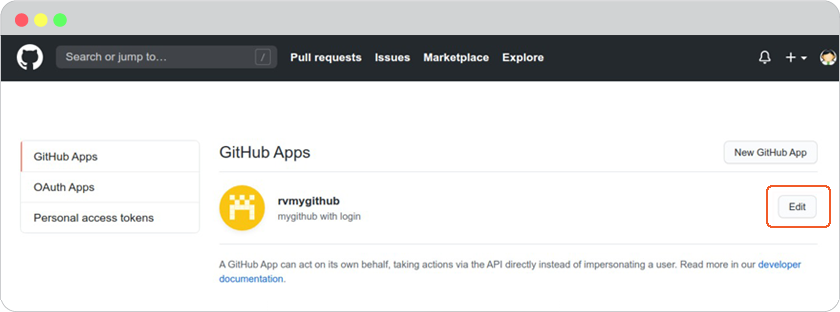 Search or jump to… /
Pull requests Issues Marketplace Explore
GitHub Apps
OAuth Apps
Personal access tokens
GitHub Apps
New GitHub App
rvmygithub
mygithub with login
Edit
A GitHub App can act on its own behalf, taking actions via the API directly instead of impersonating a user. Read more in our developer
documentation.